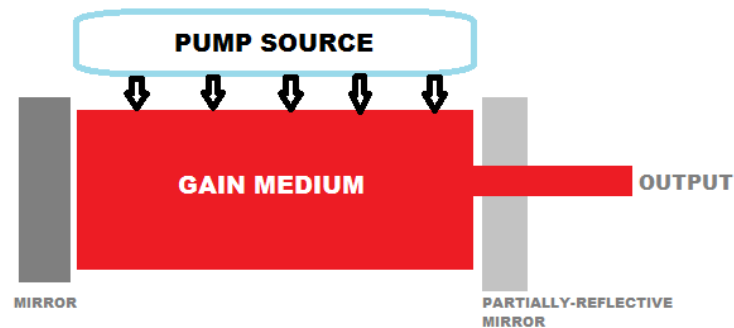 PUMP SOURCE
GAIN MEDIUM
OUTPUT
MIRROR
PARTIALLY-REFLECTIVE
MIRROR